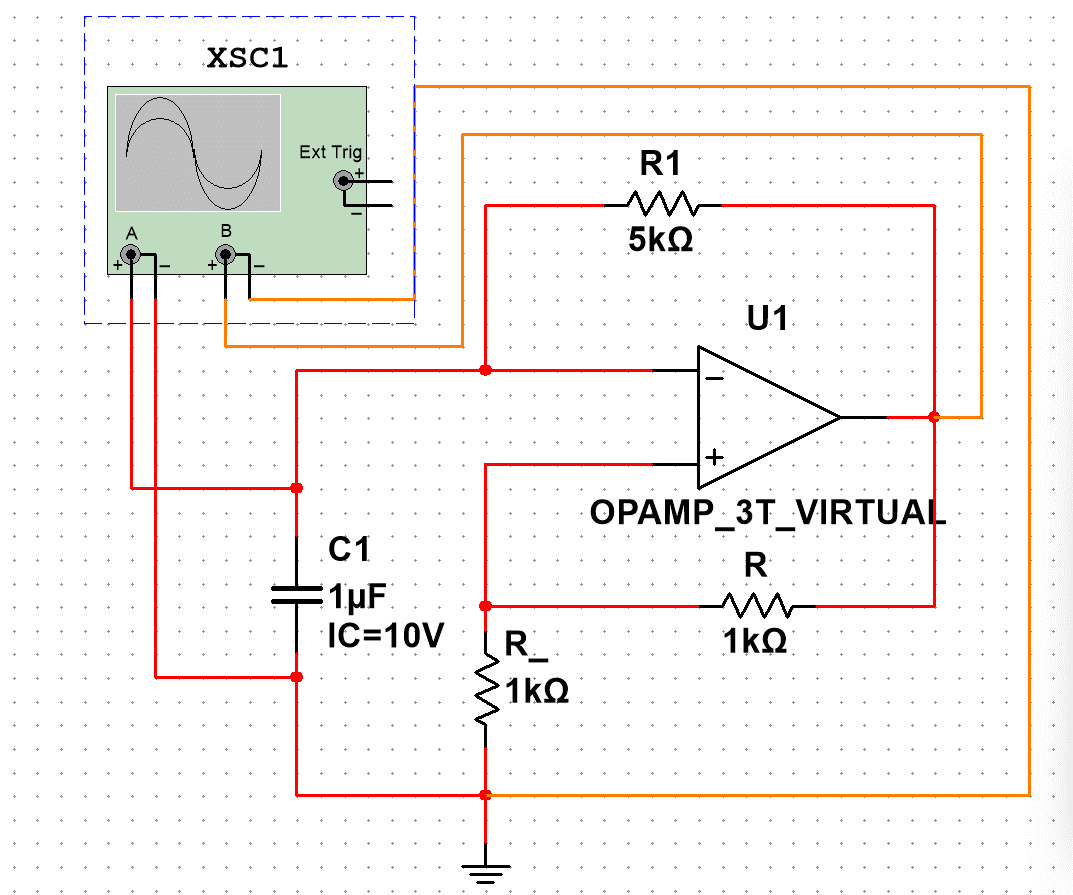 XSC1
Ext Trig
+
−
A
B
+
−
+
−
R1
5kΩ
U1
−
+
OPAMP_3T_VIRTUAL
C1
1µF
IC=10V
R
1kΩ
R_
1kΩ